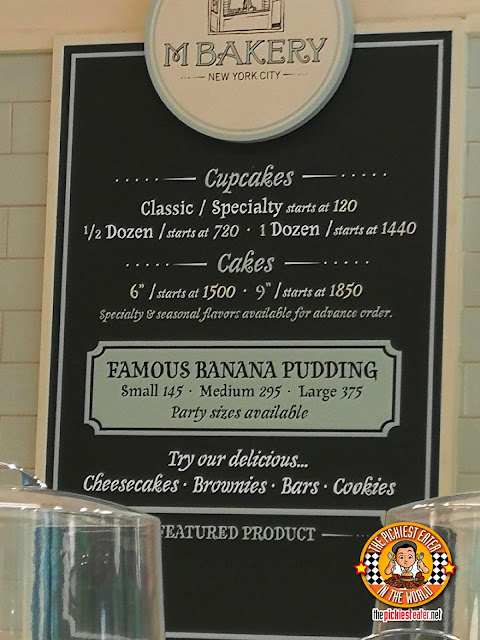 M BAKERY
NEW YORK CITY
Cupcakes
Classic / Specialty starts at 120
1/2 Dozen / starts at 720 · 1 Dozen / starts at 1440
Cakes
6" / starts at 1500 · 9" / starts at 1850
Specialty & seasonal flavors available for advance order.
FAMOUS BANANA PUDDING
Small 145 · Medium 295 · Large 375
Party sizes available
Try our delicious...
Cheesecakes · Brownies · Bars · Cookies
FEATURED PRODUCT
THE PICKIEST EATER
IN THE WORLD
thepickiesteater.net